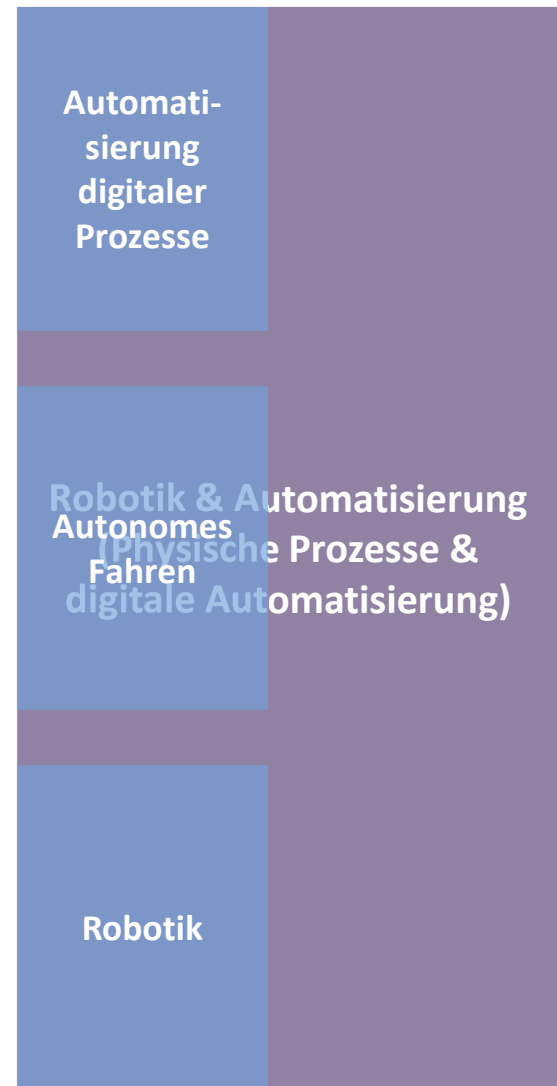 Automati-
sierung
digitaler
Prozesse
Robotik & Automatisierung
(Physische Prozesse &
digitale Automatisierung)
Autonomes
Fahren
Robotik